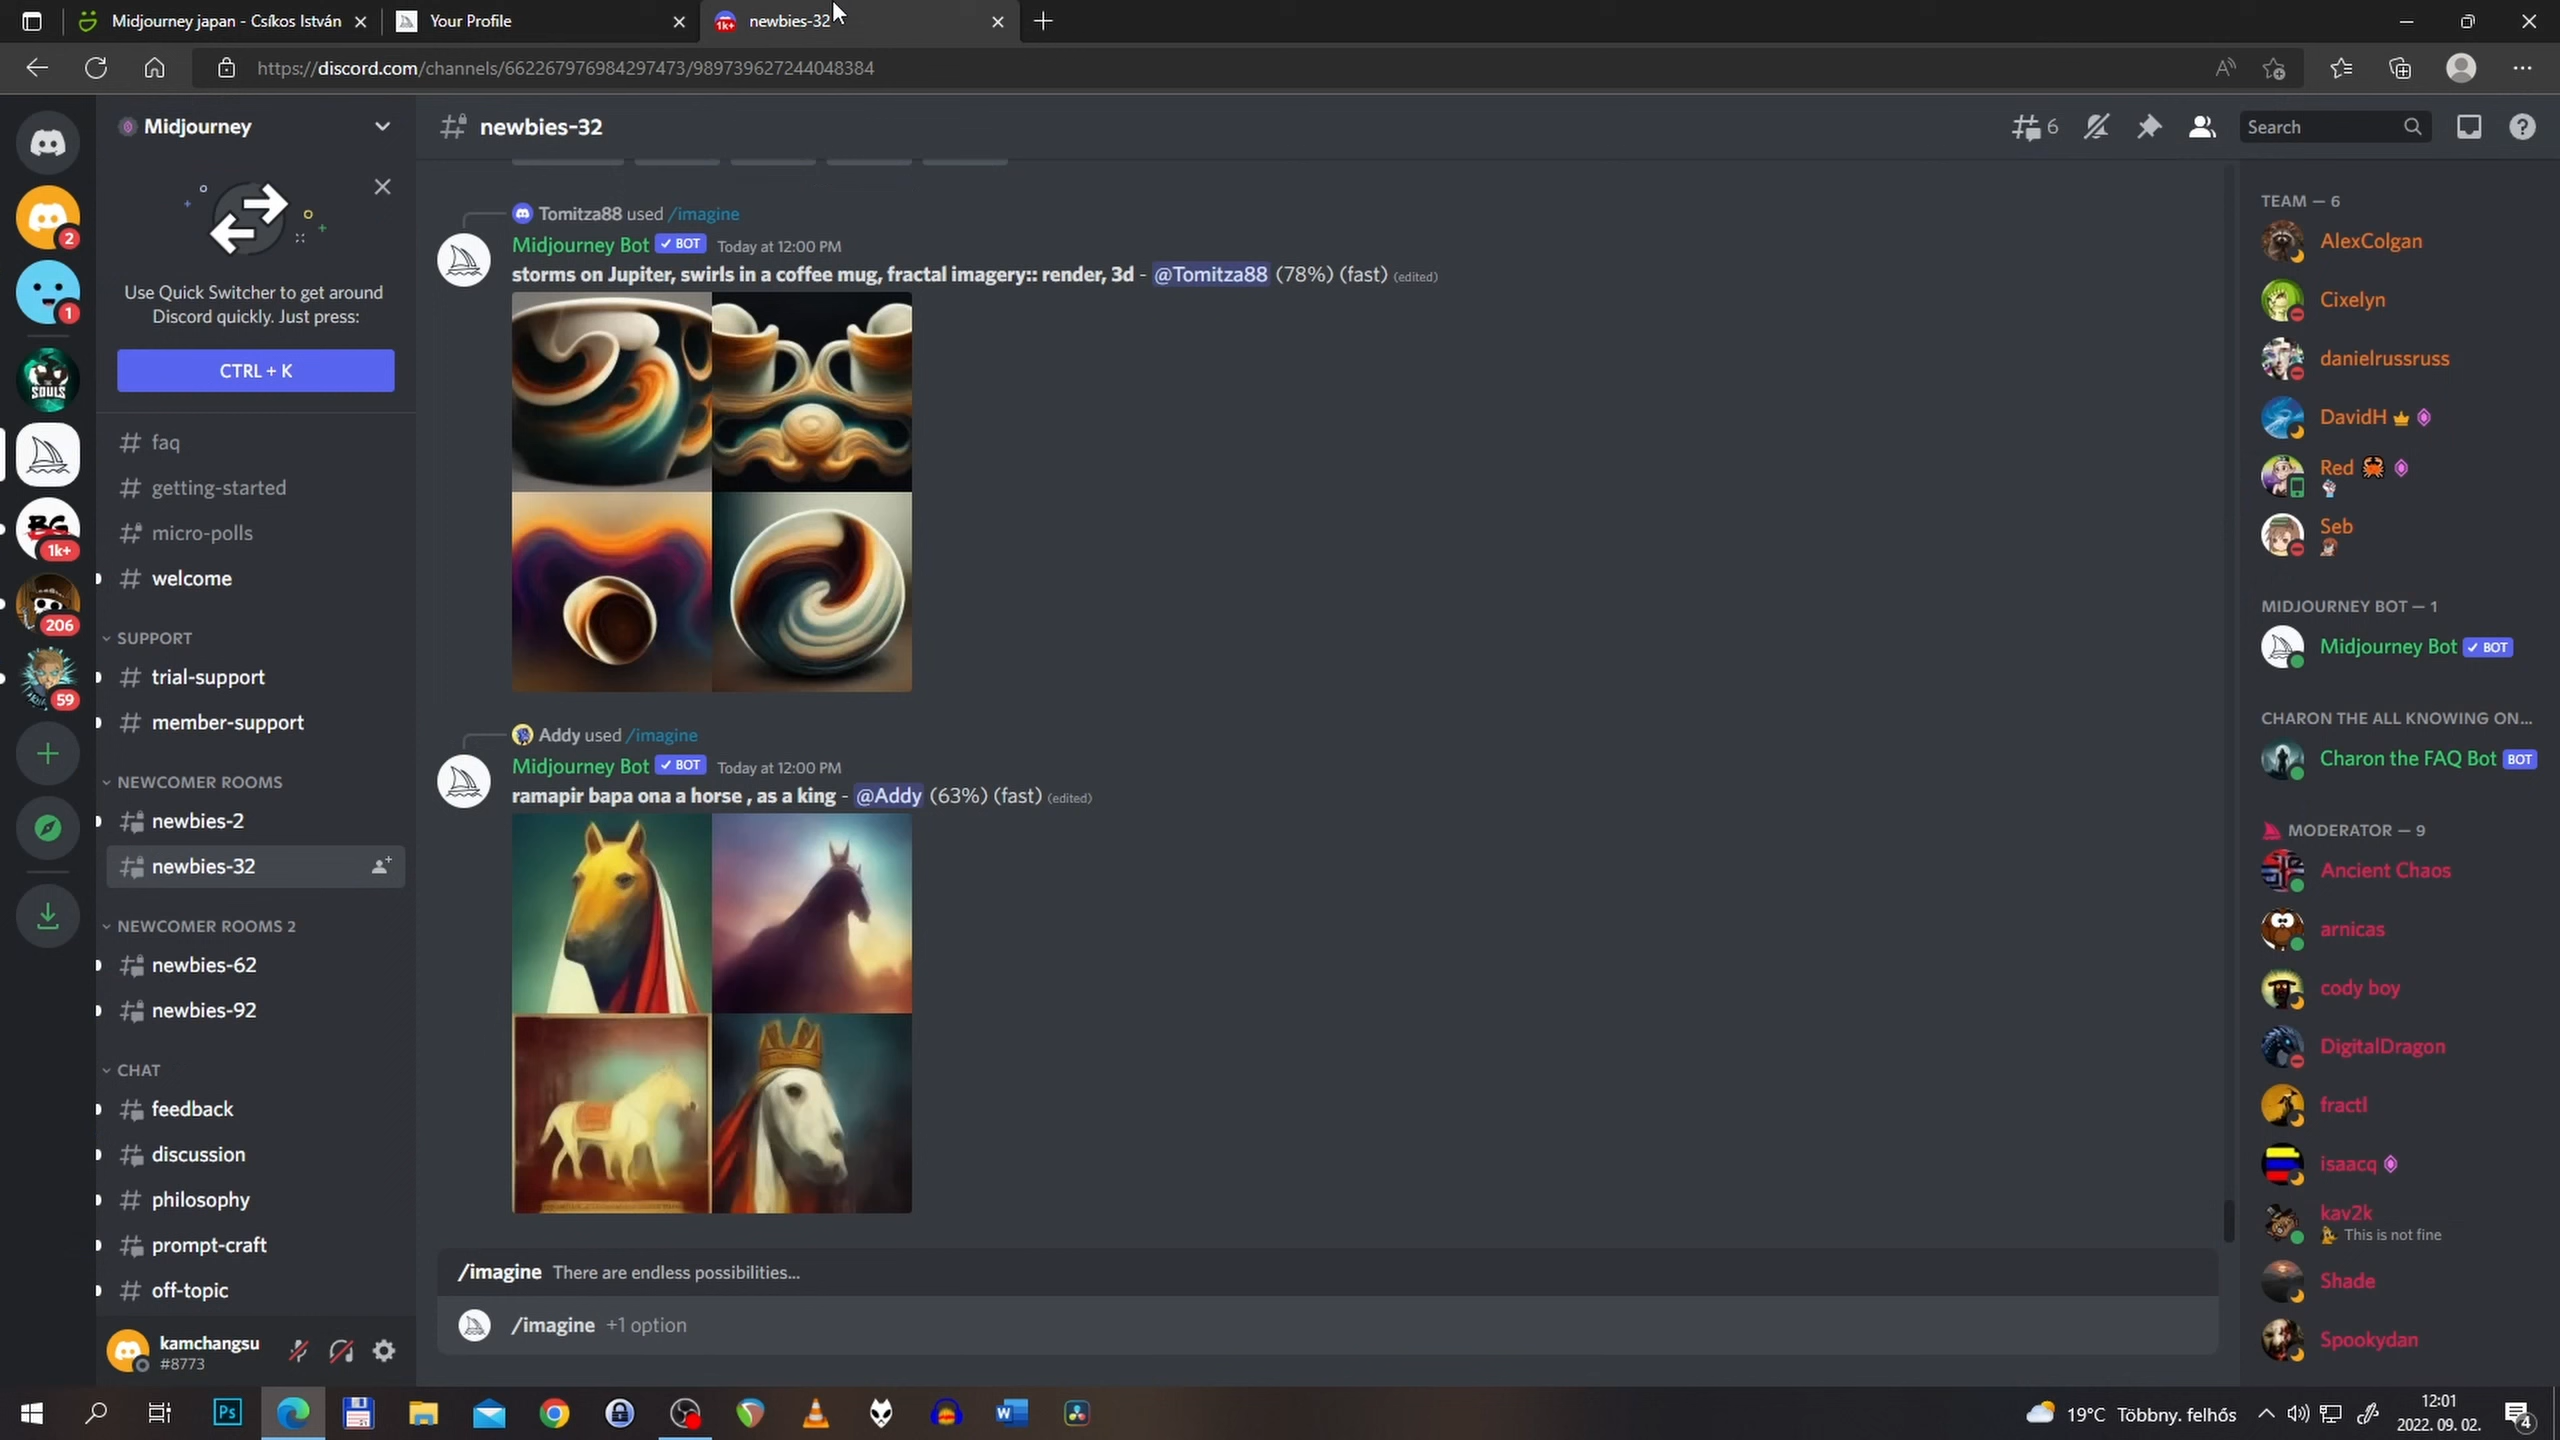 Midjourney japan - Csíkos István
Your Profile
1k+
newbies-32
https://discord.com/channels/662267976984297473/989739627244048384
2
1
THE SOULS
BG
1k+
206
59
Midjourney
Use Quick Switcher to get around
Discord quickly. Just press:
CTRL + K
faq
getting-started
micro-polls
welcome
SUPPORT
trial-support
member-support
NEWCOMER ROOMS
newbies-2
newbies-32
NEWCOMER ROOMS 2
newbies-62
newbies-92
CHAT
feedback
discussion
philosophy
prompt-craft
off-topic
kamchangsu
#8773
newbies-32
6
Search
Tomitza88 used /imagine
Midjourney Bot ✓ BOT Today at 12:00 PM
storms on Jupiter, swirls in a coffee mug, fractal imagery:: render, 3d - @Tomitza88 (78%) (fast) (edited)
Addy used /imagine
Midjourney Bot ✓ BOT Today at 12:00 PM
ramapir bapa ona a horse , as a king - @Addy (63%) (fast) (edited)
/imagine There are endless possibilities...
/imagine +1 option
TEAM — 6
AlexColgan
Cixelyn
danielrussruss
DavidH
Red
Seb
MIDJOURNEY BOT — 1
Midjourney Bot ✓ BOT
CHARON THE ALL KNOWING ON...
Charon the FAQ Bot BOT
MODERATOR — 9
Ancient Chaos
arnicas
cody boy
DigitalDragon
fractl
isaacq
kav2k
This is not fine
Shade
Spookydan
Ps
W
19°C Többny. felhős
12:01
2022. 09. 02.
4